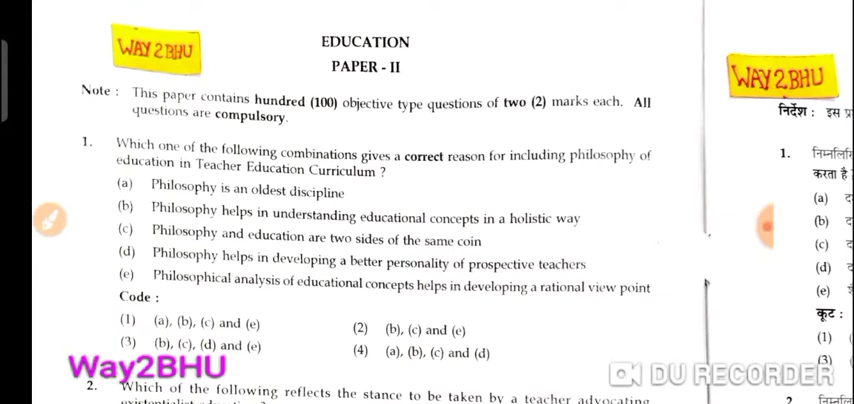 WAY2BHU
EDUCATION
PAPER - II
Note : This paper contains hundred (100) objective type questions of two (2) marks each. All
questions are compulsory.
1. Which one of the following combinations gives a correct reason for including philosophy of
education in Teacher Education Curriculum ?
(a) Philosophy is an oldest discipline
(b) Philosophy helps in understanding educational concepts in a holistic way
(c) Philosophy and education are two sides of the same coin
(d) Philosophy helps in developing a better personality of prospective teachers
(e) Philosophical analysis of educational concepts helps in developing a rational view point
Code :
(1) (a), (b), (c) and (e) (2) (b), (c) and (e)
(3) (b), (c), (d) and (e) (4) (a), (b), (c) and (d)
Way2BHU
2. Which of the following reflects the stance to be taken by a teacher advocating
WAY2BHU
निर्देश : इस
1.
करता है
(a)
(b)
(c)
(d)
(e)
कूट :
(1)
(3)
DU RECORDER
2